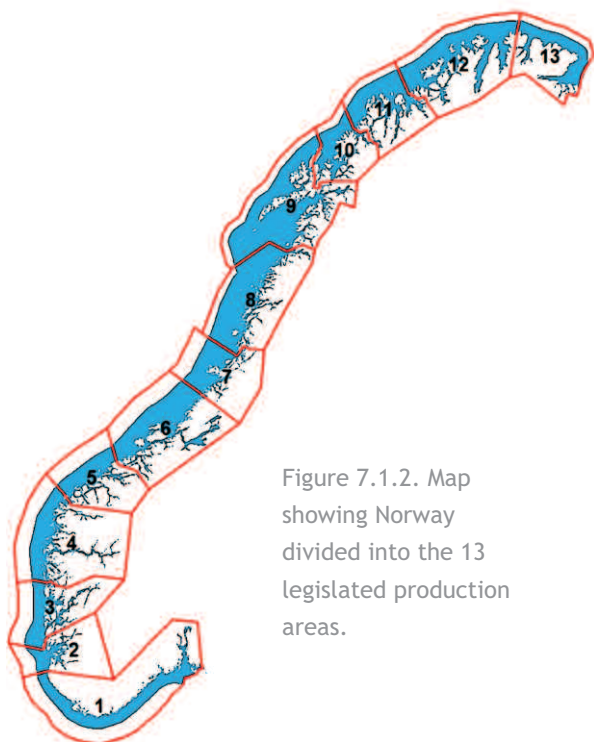 13
12
11
10
9
8
7
6
5
4
3
2
1
Figure 7.1.2. Map
showing Norway
divided into the 13
legislated production
areas.